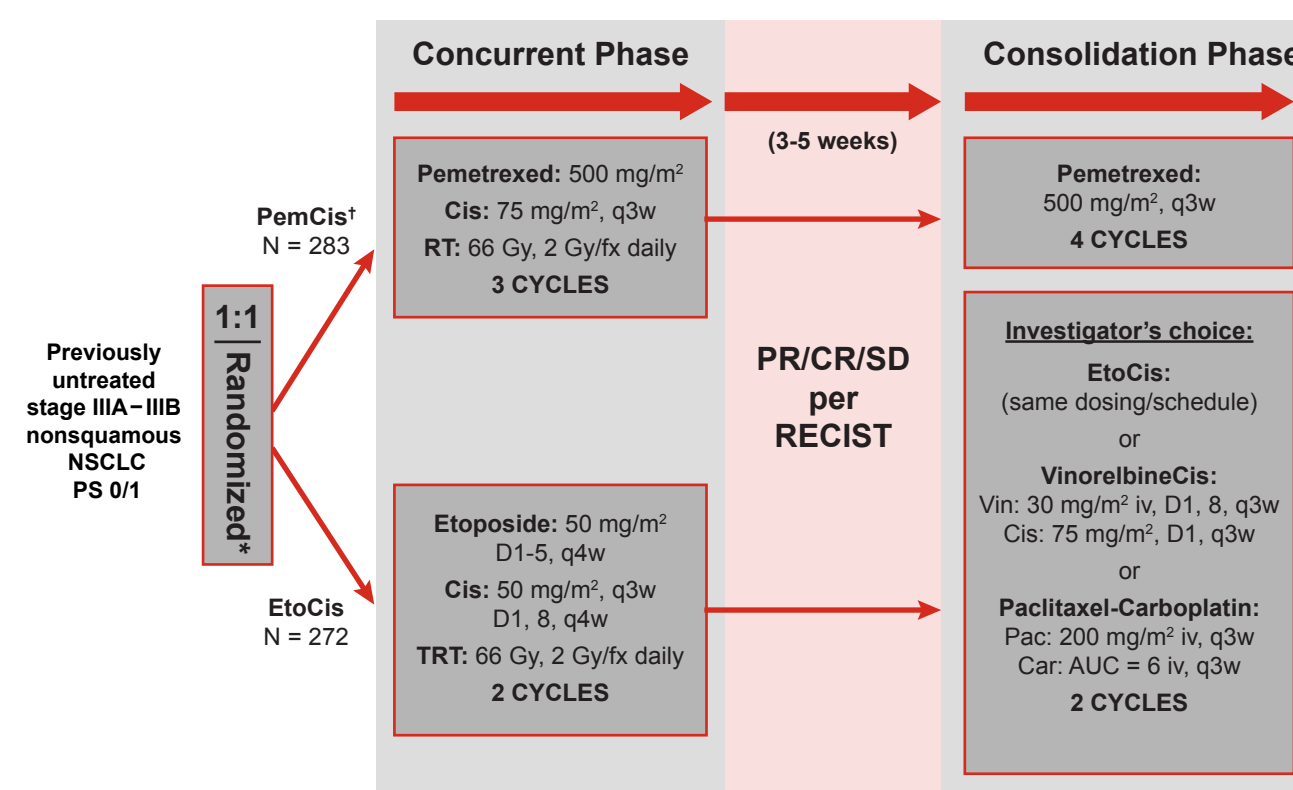 Concurrent Phase
Consolidation Phase
(3-5 weeks)
Previously
untreated
stage IIIA–IIIB
nonsquamous
NSCLC
PS 0/1
1:1
Randomized*
PemCis†
N = 283
Pemetrexed: 500 mg/m²
Cis: 75 mg/m², q3w
RT: 66 Gy, 2 Gy/fx daily
3 CYCLES
EtoCis
N = 272
Etoposide: 50 mg/m²
D1-5, q4w
Cis: 50 mg/m², q3w
D1, 8, q4w
TRT: 66 Gy, 2 Gy/fx daily
2 CYCLES
PR/CR/SD
per
RECIST
Pemetrexed:
500 mg/m², q3w
4 CYCLES
Investigator's choice:
EtoCis:
(same dosing/schedule)
or
VinorelbineCis:
Vin: 30 mg/m² iv, D1, 8, q3w
Cis: 75 mg/m², D1, q3w
or
Paclitaxel-Carboplatin:
Pac: 200 mg/m² iv, q3w
Car: AUC = 6 iv, q3w
2 CYCLES